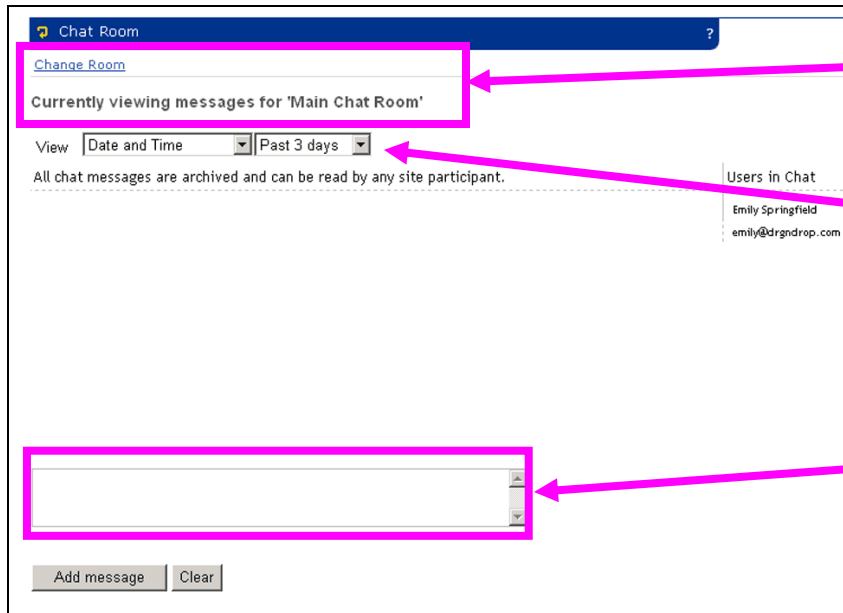 Chat Room ?
Change Room
Currently viewing messages for 'Main Chat Room'
View Date and Time Past 3 days
All chat messages are archived and can be read by any site participant.
Users in Chat
Emily Springfield
emily@drgndrop.com
Add message Clear